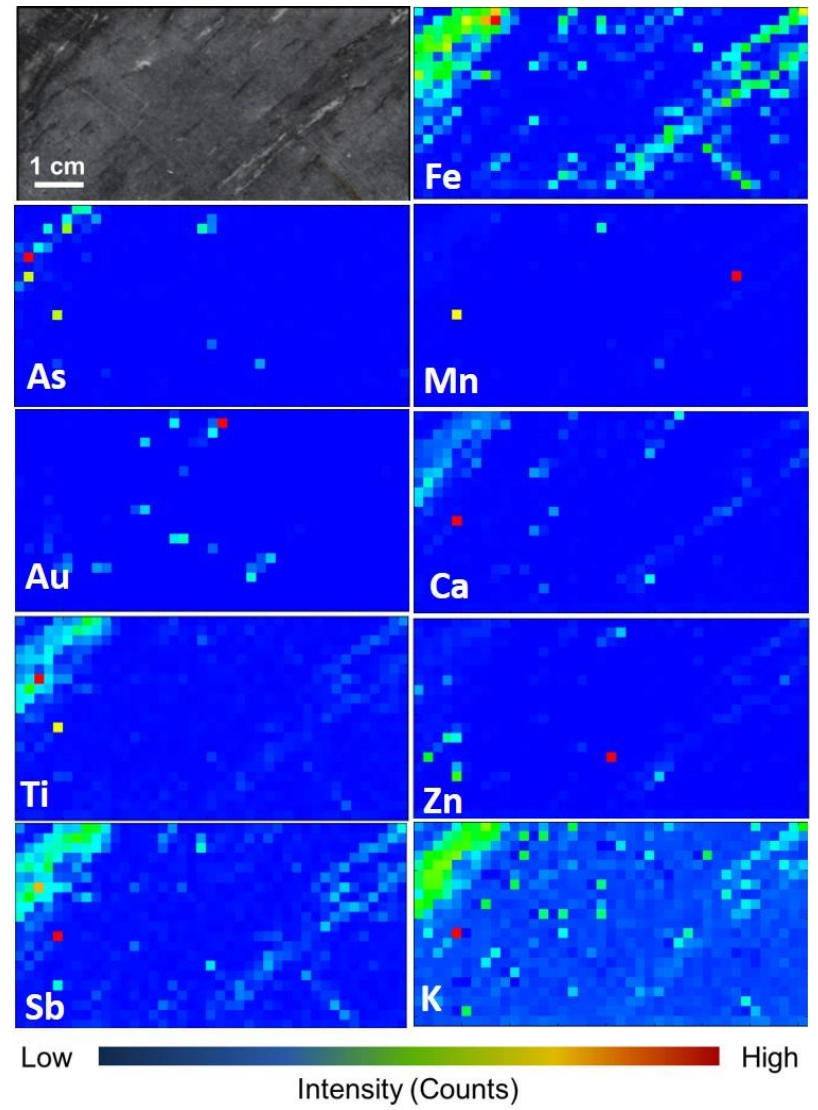 1 cm
Fe
As
Mn
Au
Ca
Ti
Zn
Sb
K
Low
High
Intensity (Counts)